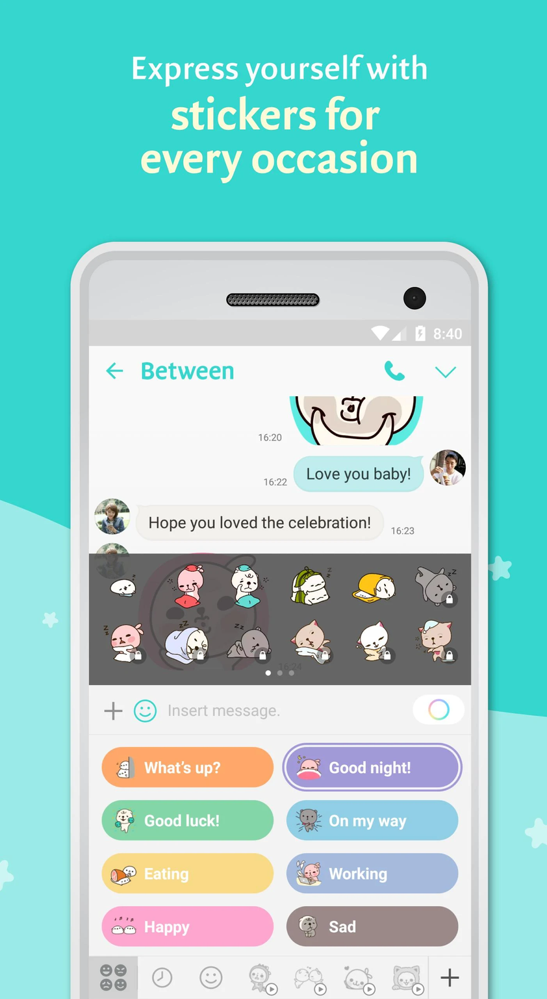 Express yourself with
stickers for
every occasion
8:40
Between
16:20
Love you baby!
16:22
Hope you loved the celebration!
16:23
16:24
Insert message.
What's up?
Good night!
Good luck!
On my way
Eating
Working
Happy
Sad